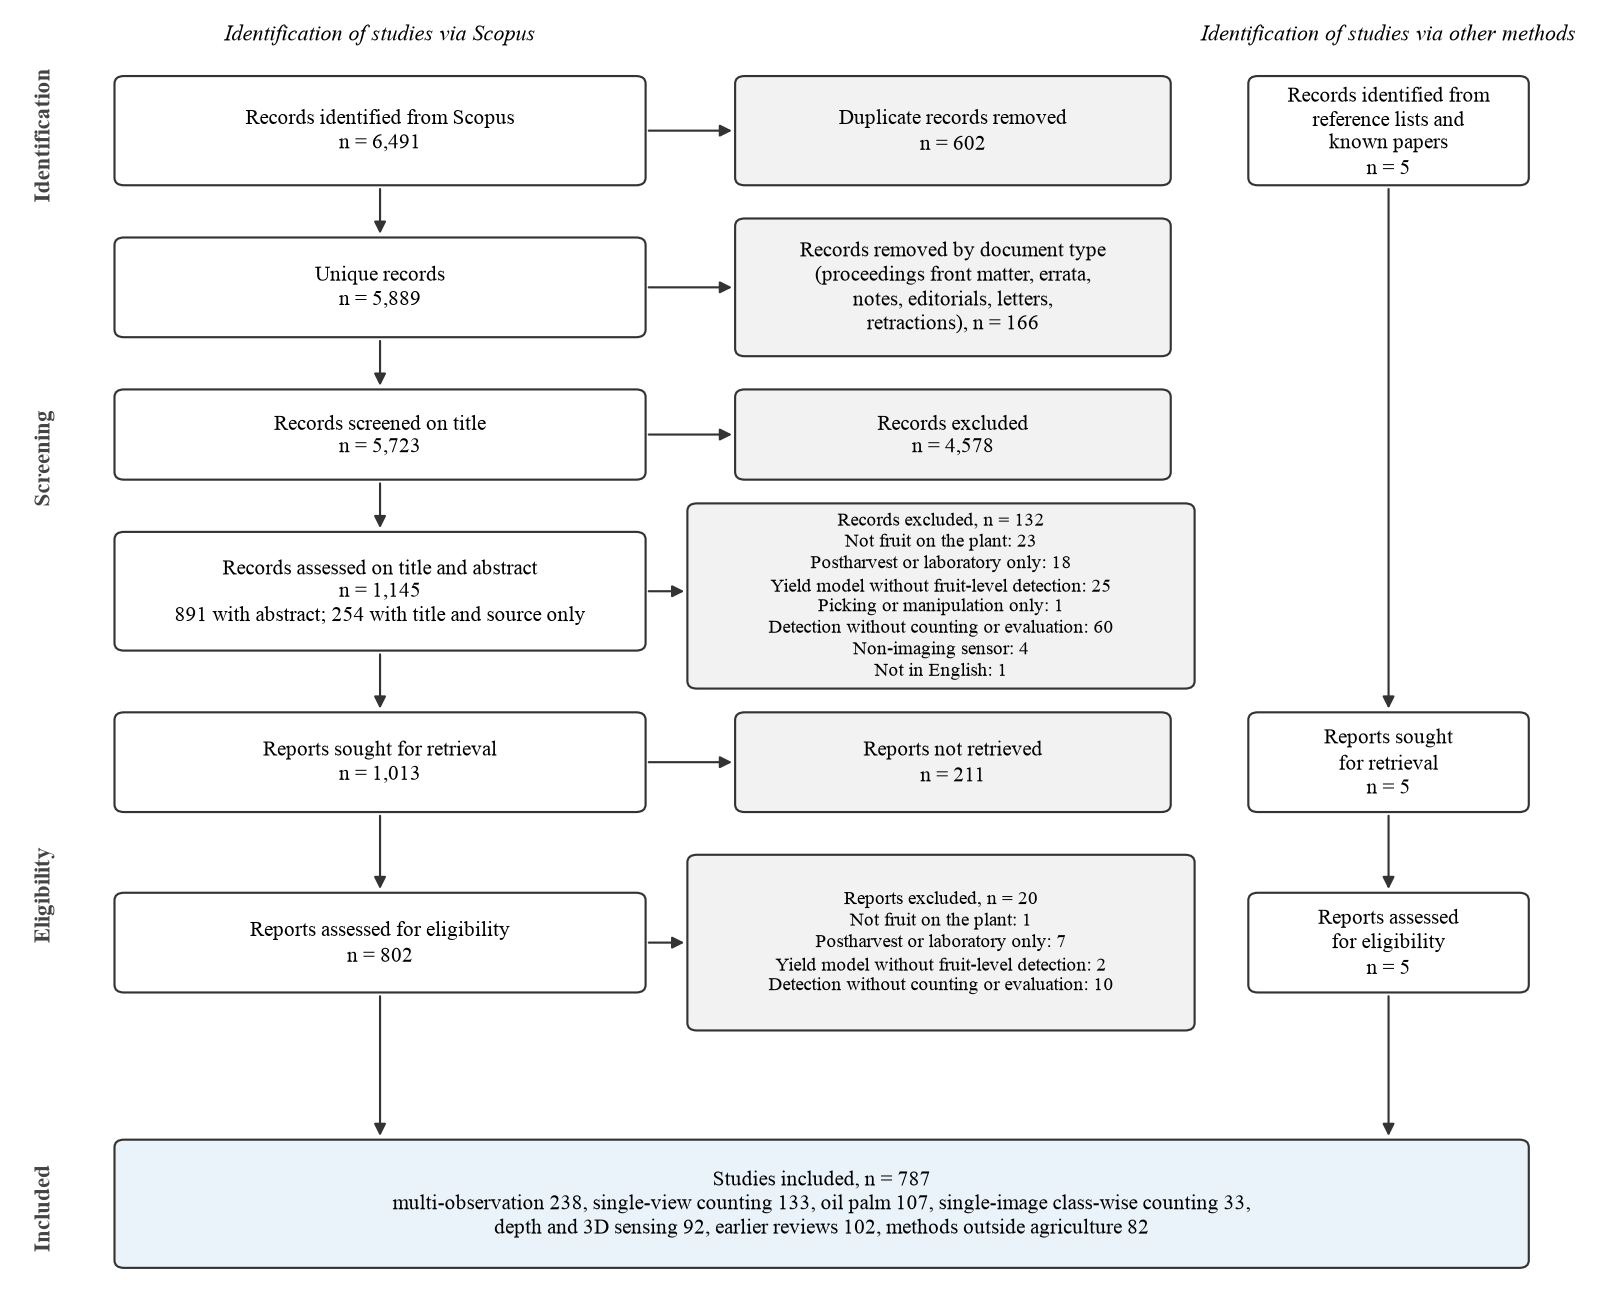 Identification of studies via Scopus
Identification of studies via other methods
Identification
Records identified from Scopus
n = 6,491
Duplicate records removed
n = 602
Records identified from
reference lists and
known papers
n = 5
Unique records
n = 5,889
Records removed by document type
(proceedings front matter, errata,
notes, editorials, letters,
retractions), n = 166
Screening
Records screened on title
n = 5,723
Records excluded
n = 4,578
Records assessed on title and abstract
n = 1,145
891 with abstract; 254 with title and source only
Records excluded, n = 132
Not fruit on the plant: 23
Postharvest or laboratory only: 18
Yield model without fruit-level detection: 25
Picking or manipulation only: 1
Detection without counting or evaluation: 60
Non-imaging sensor: 4
Not in English: 1
Reports sought for retrieval
n = 1,013
Reports not retrieved
n = 211
Reports sought
for retrieval
n = 5
Eligibility
Reports assessed for eligibility
n = 802
Reports excluded, n = 20
Not fruit on the plant: 1
Postharvest or laboratory only: 7
Yield model without fruit-level detection: 2
Detection without counting or evaluation: 10
Reports assessed
for eligibility
n = 5
Included
Studies included, n = 787
multi-observation 238, single-view counting 133, oil palm 107, single-image class-wise counting 33,
depth and 3D sensing 92, earlier reviews 102, methods outside agriculture 82